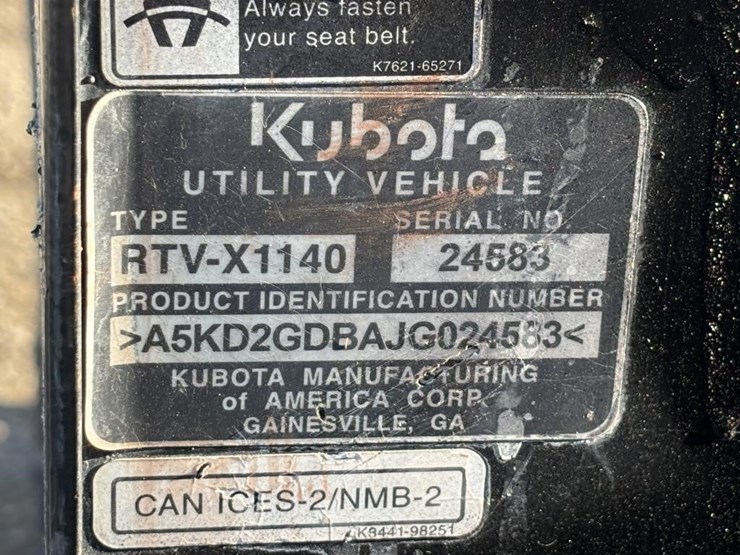 Always fasten
your seat belt.
K7621-65271
Kubota
UTILITY VEHICLE
TYPE SERIAL NO.
RTV-X1140 24583
PRODUCT IDENTIFICATION NUMBER
>A5KD2GDBAJG024583<
KUBOTA MANUFACTURING
of AMERICA CORP.
GAINESVILLE, GA
CAN ICES-2/NMB-2
K9441-98251